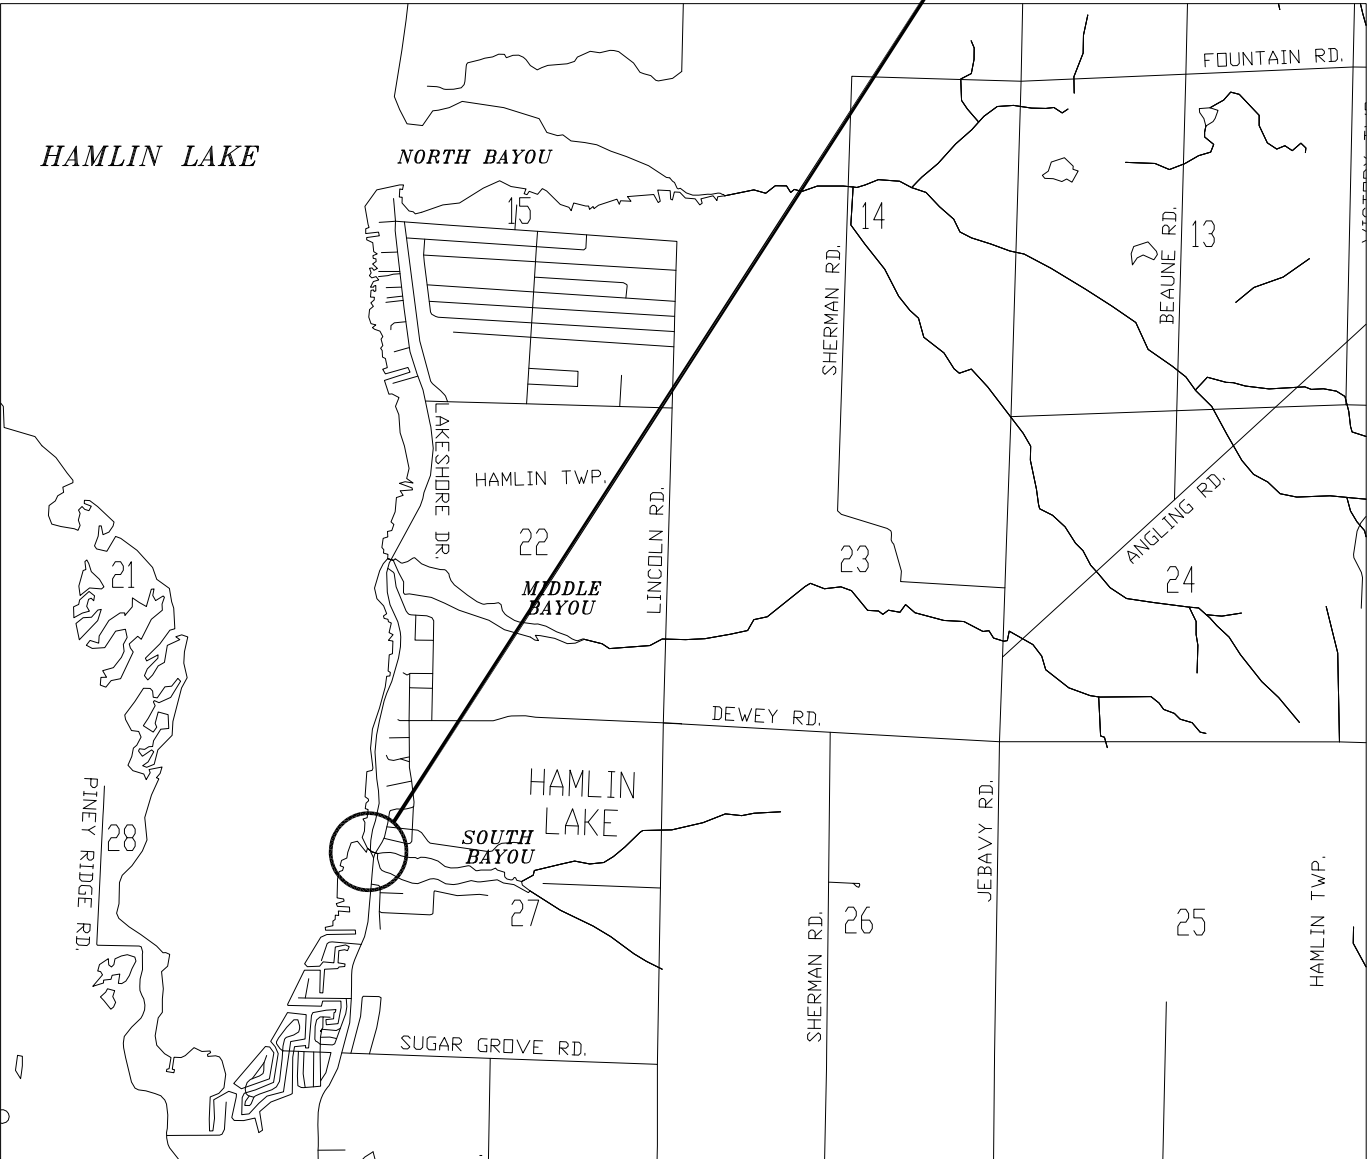 FOUNTAIN RD.
HAMLIN LAKE
NORTH BAYOU
15
14
13
SHERMAN RD.
BEAUNE RD.
LAKESHORE DR.
HAMLIN TWP.
LINCOLN RD.
ANGLING RD.
22
23
24
21
MIDDLE
BAYOU
DEWEY RD.
HAMLIN
LAKE
PINEY RIDGE RD.
28
SOUTH
BAYOU
27
JEBAVY RD.
SHERMAN RD.
26
25
HAMLIN TWP.
SUGAR GROVE RD.